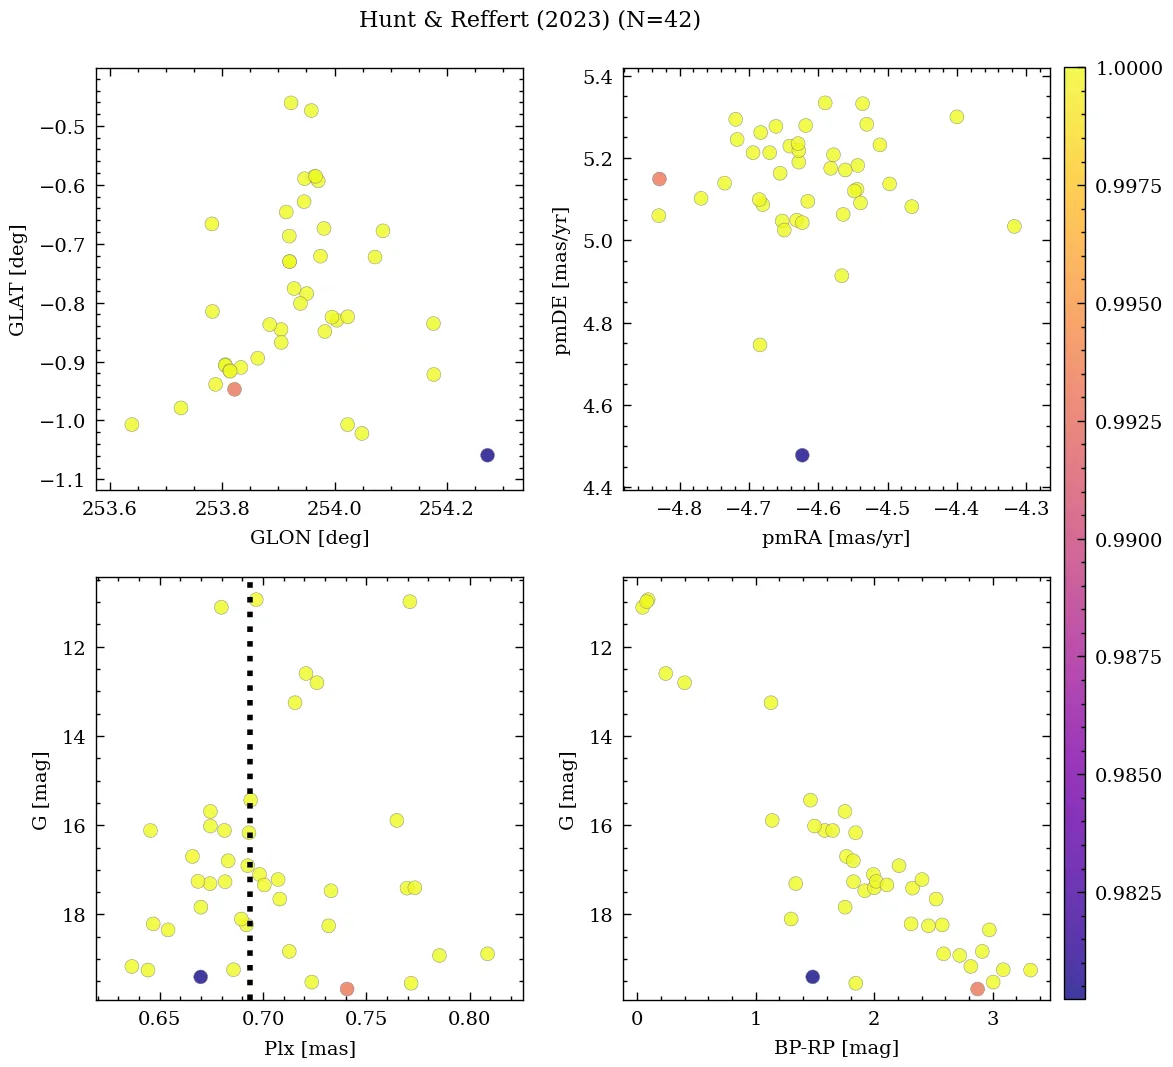 Hunt & Reffert (2023) (N=42)
−0.5
−0.6
−0.7
−0.8
−0.9
−1.0
−1.1
GLAT [deg]
253.6 253.8 254.0 254.2
GLON [deg]
5.4
5.2
5.0
4.8
4.6
4.4
pmDE [mas/yr]
−4.8 −4.7 −4.6 −4.5 −4.4 −4.3
pmRA [mas/yr]
12
14
16
18
G [mag]
0.65 0.70 0.75 0.80
Plx [mas]
12
14
16
18
G [mag]
0 1 2 3
BP-RP [mag]
1.0000
0.9975
0.9950
0.9925
0.9900
0.9875
0.9850
0.9825